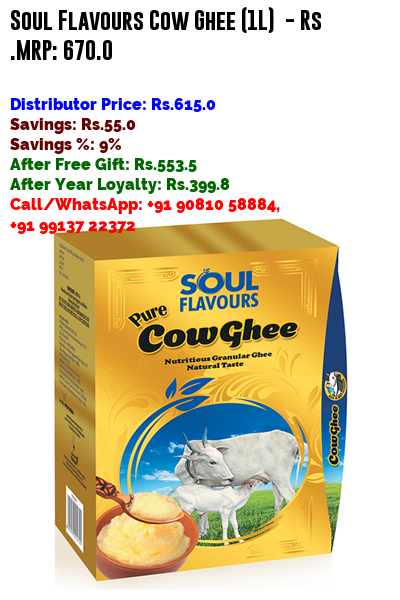 Soul Flavours Cow Ghee (1L) - Rs
.MRP: 670.0
Distributor Price: Rs.615.0
Savings: Rs.55.0
Savings %: 9%
After Free Gift: Rs.553.5
After Year Loyalty: Rs.399.8
Call/WhatsApp: +91 90810 58884,
+91 99137 22372
SOUL
FLAVOURS
Pure
CowGhee
Nutritious Granular Ghee
Natural Taste
CowGhee